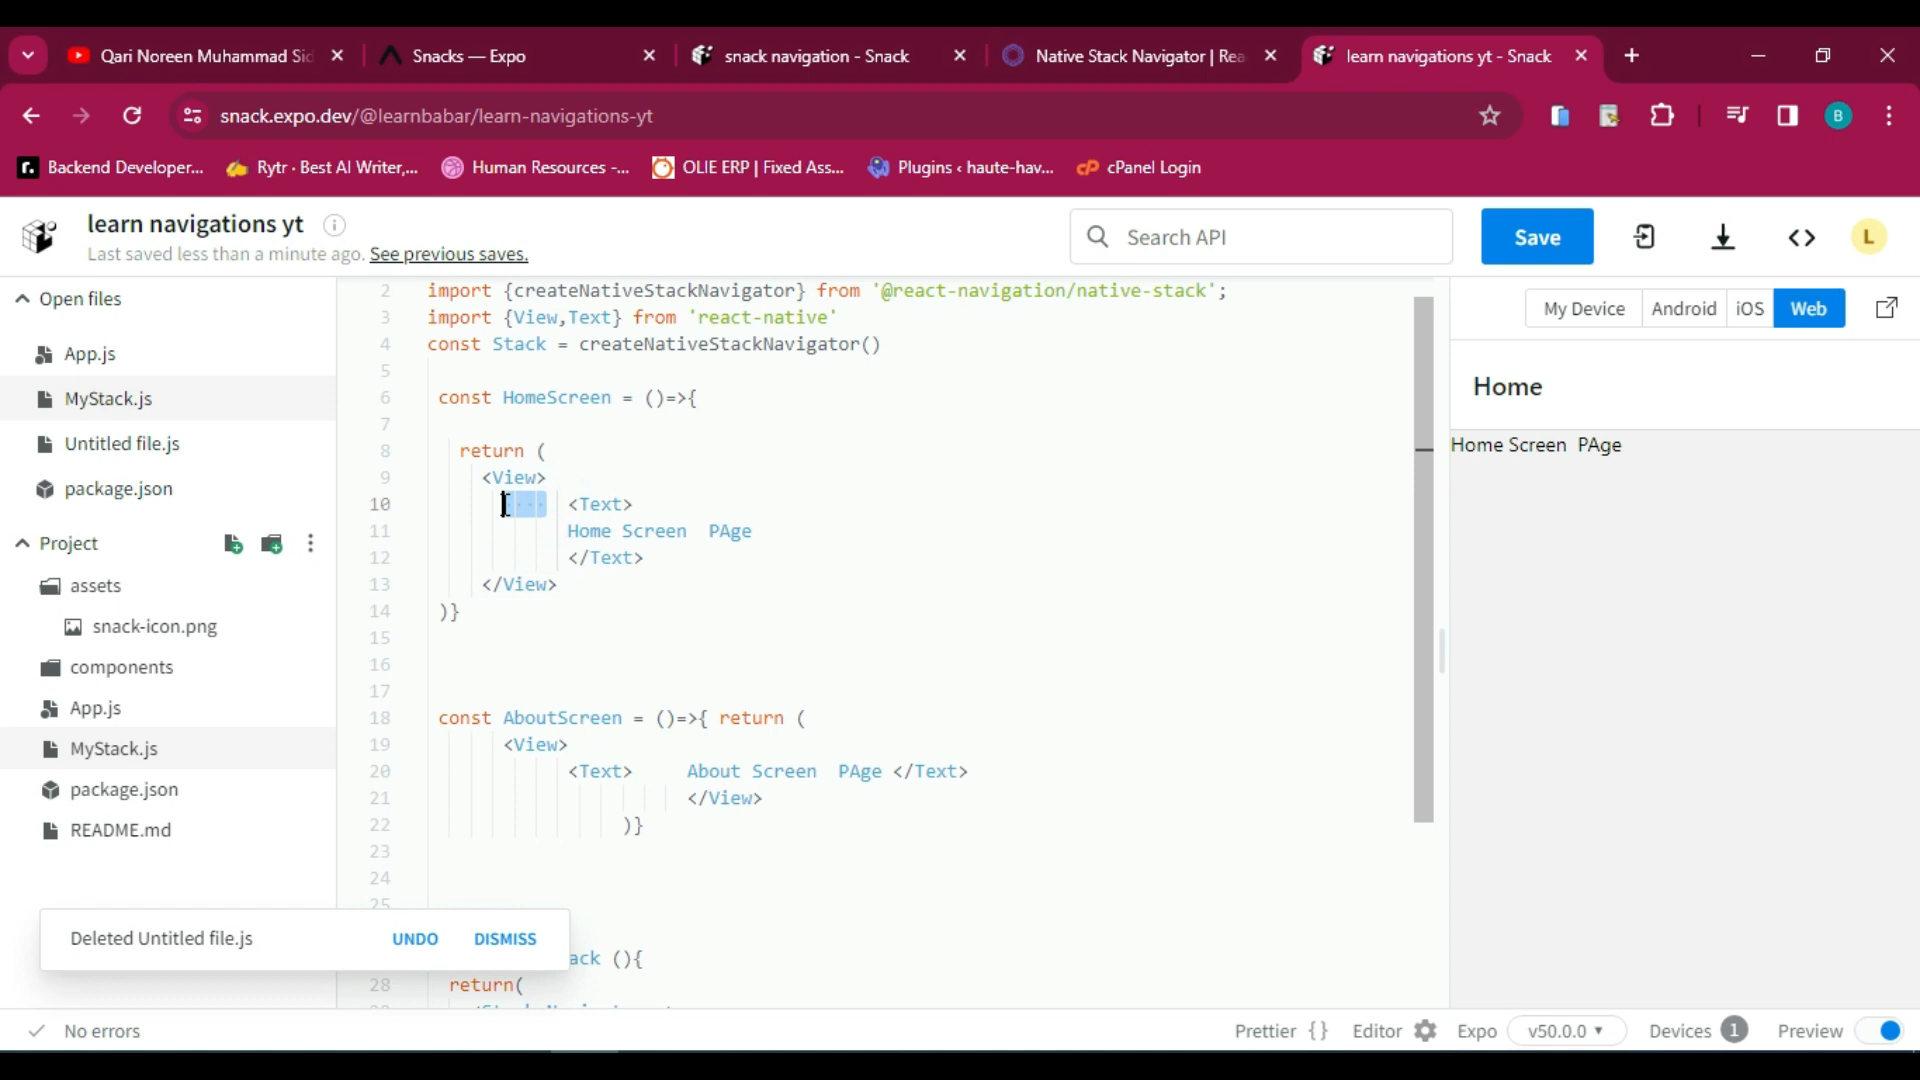 Qari Noreen Muhammad Sid
Snacks — Expo
snack navigation - Snack
Native Stack Navigator | Rea
learn navigations yt - Snack
snack.expo.dev/@learnbabar/learn-navigations-yt
B
Backend Developer...
Rytr · Best AI Writer,...
Human Resources -...
OLIE ERP | Fixed Ass...
Plugins ‹ haute-hav...
cPanel Login
learn navigations yt
Last saved less than a minute ago. See previous saves.
Search API
Save
L
Open files
App.js
MyStack.js
Untitled file.js
package.json
Project
assets
snack-icon.png
components
App.js
MyStack.js
package.json
README.md
2 import {createNativeStackNavigator} from '@react-navigation/native-stack';
3 import {View,Text} from 'react-native'
4 const Stack = createNativeStackNavigator()
5
6 const HomeScreen = ()=>{
7
8 return (
9 <View>
10 <Text>
11 Home Screen PAge
12 </Text>
13 </View>
14 )}
15
16
17
18 const AboutScreen = ()=>{ return (
19 <View>
20 <Text> About Screen PAge </Text>
21 </View>
22 )}
23
24
25
ack (){
28 return(
My Device
Android
iOS
Web
Home
Home Screen PAge
Deleted Untitled file.js
UNDO
DISMISS
No errors
Prettier { }
Editor
Expo
v50.0.0
Devices 1
Preview